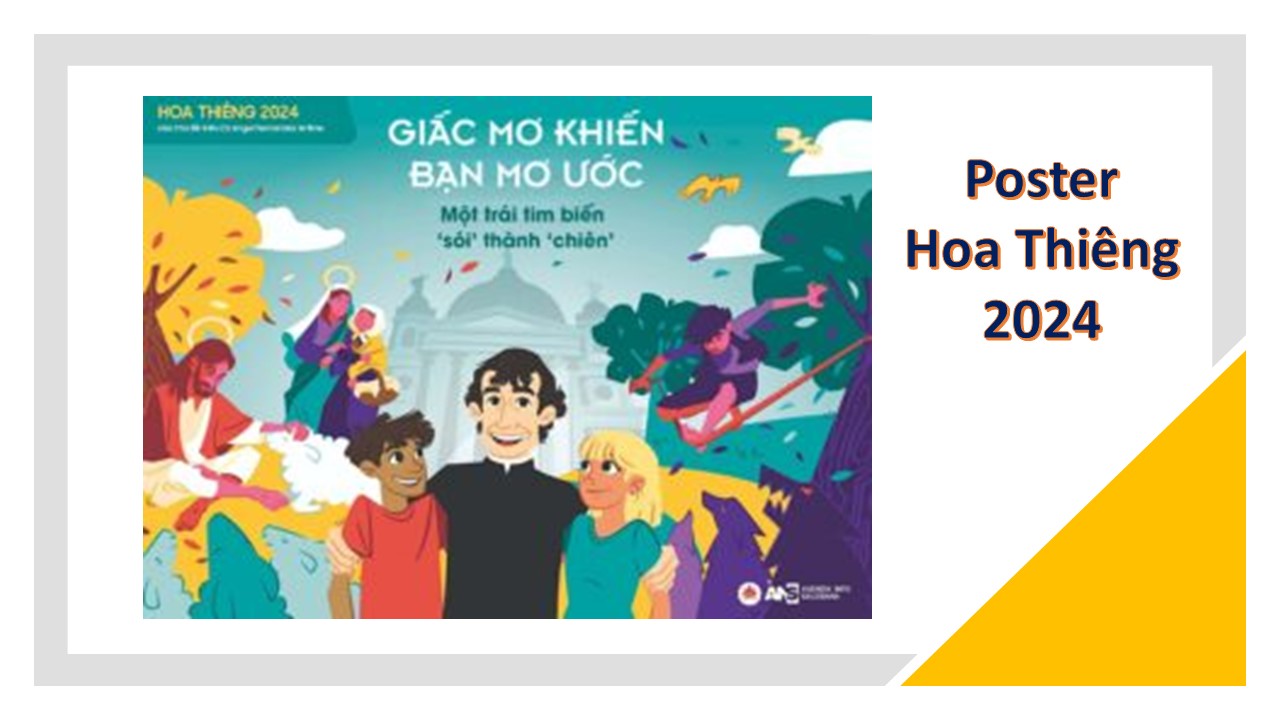 HOA THIÊNG 2024
GIẤC MƠ KHIẾN
BẠN MƠ ƯỚC
Một trái tim biến
‘sói’ thành ‘chiên’
ANS
Poster
Hoa Thiêng
2024